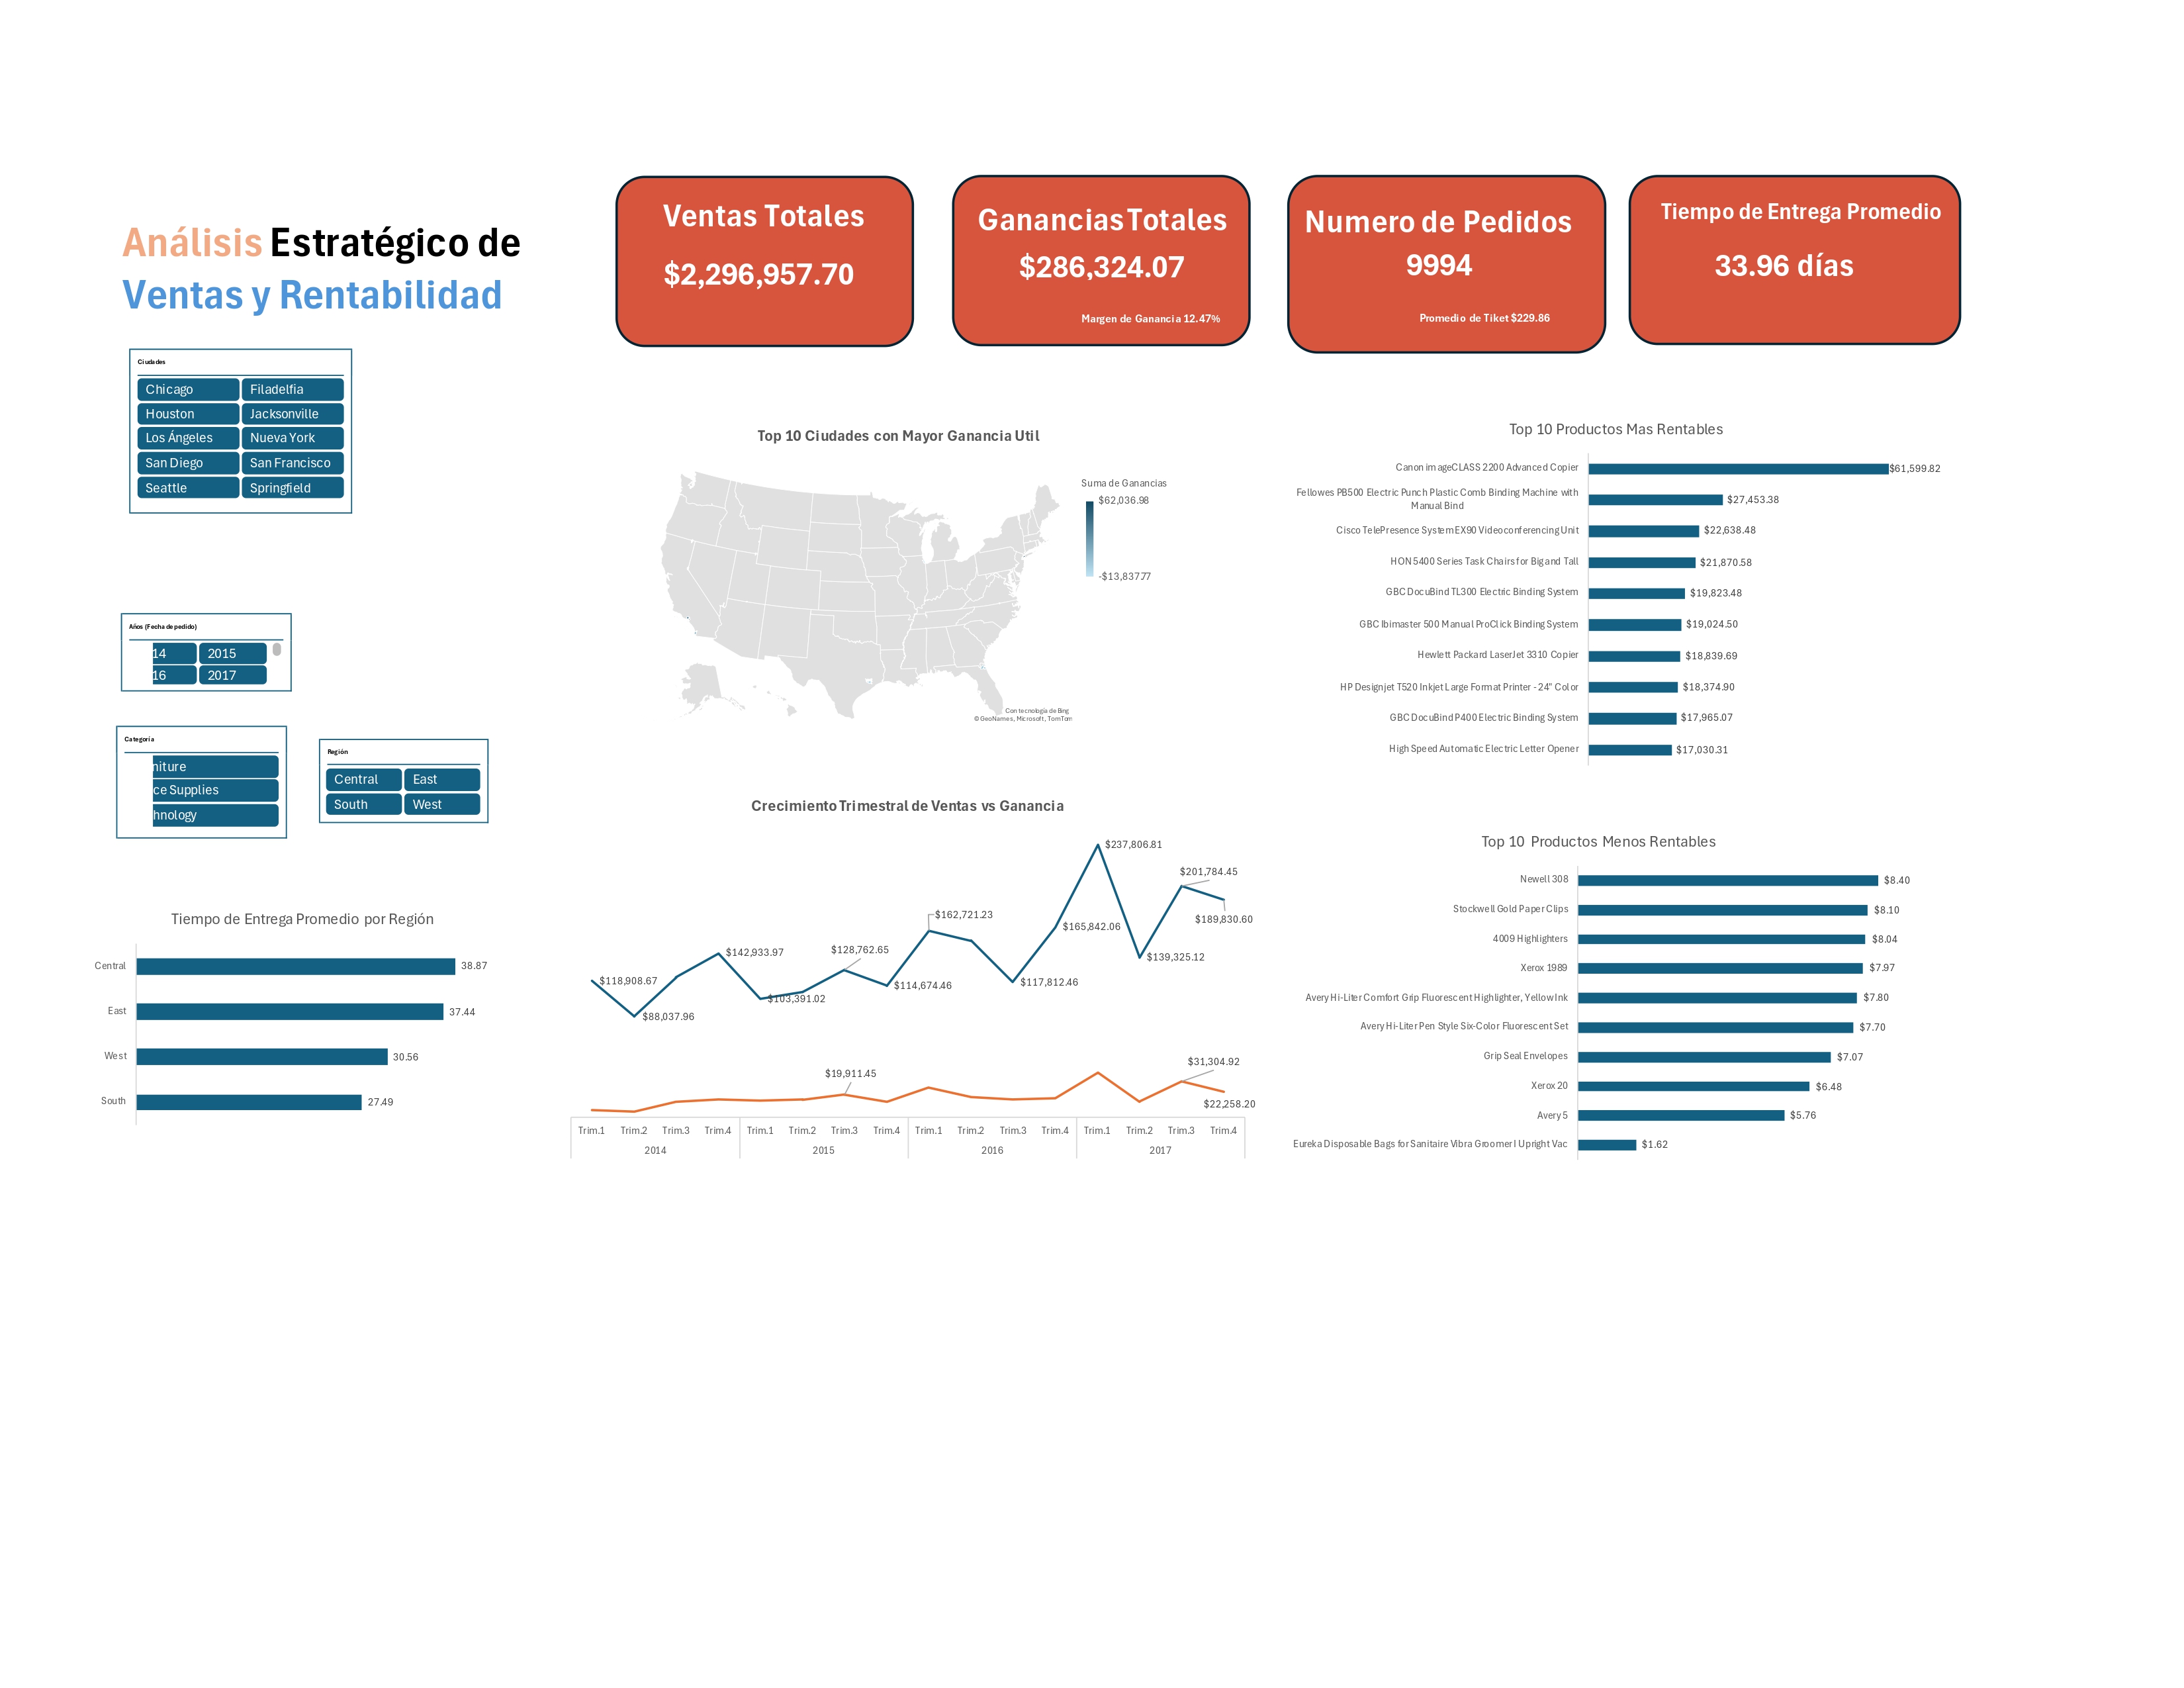 Análisis Estratégico de
Ventas y Rentabilidad
Ventas Totales
$2,296,957.70
Ganancias Totales
$286,324.07
Margen de Ganancia 12.47%
Numero de Pedidos
9994
Promedio de Tiket $229.86
Tiempo de Entrega Promedio
33.96 días
Ciudades
Chicago Filadelfia
Houston Jacksonville
Los Ángeles Nueva York
San Diego San Francisco
Seattle Springfield
Años (Fecha de pedido)
14 2015
16 2017
Categoría
niture
ce Supplies
hnology
Región
Central East
South West
Tiempo de Entrega Promedio por Región
Central 38.87
East 37.44
West 30.56
South 27.49
Top 10 Ciudades con Mayor Ganancia Util
Suma de Ganancias
$62,036.98
-$13,837.77
Con tecnología de Bing
© GeoNames, Microsoft, TomTom
Crecimiento Trimestral de Ventas vs Ganancia
$237,806.81
$201,784.45
$162,721.23
$189,830.60
$165,842.06
$142,933.97
$128,762.65
$139,325.12
$118,908.67
$114,674.46
$117,812.46
$103,391.02
$88,037.96
$31,304.92
$19,911.45
$22,258.20
Trim.1 Trim.2 Trim.3 Trim.4 Trim.1 Trim.2 Trim.3 Trim.4 Trim.1 Trim.2 Trim.3 Trim.4 Trim.1 Trim.2 Trim.3 Trim.4
2014 2015 2016 2017
Top 10 Productos Mas Rentables
Canon imageCLASS 2200 Advanced Copier $61,599.82
Fellowes PB500 Electric Punch Plastic Comb Binding Machine with
Manual Bind $27,453.38
Cisco TelePresence System EX90 Videoconferencing Unit $22,638.48
HON 5400 Series Task Chairs for Big and Tall $21,870.58
GBC DocuBind TL300 Electric Binding System $19,823.48
GBC Ibimaster 500 Manual ProClick Binding System $19,024.50
Hewlett Packard LaserJet 3310 Copier $18,839.69
HP Designjet T520 Inkjet Large Format Printer - 24" Color $18,374.90
GBC DocuBind P400 Electric Binding System $17,965.07
High Speed Automatic Electric Letter Opener $17,030.31
Top 10 Productos Menos Rentables
Newell 308 $8.40
Stockwell Gold Paper Clips $8.10
4009 Highlighters $8.04
Xerox 1989 $7.97
Avery Hi-Liter Comfort Grip Fluorescent Highlighter, Yellow Ink $7.80
Avery Hi-Liter Pen Style Six-Color Fluorescent Set $7.70
Grip Seal Envelopes $7.07
Xerox 20 $6.48
Avery 5 $5.76
Eureka Disposable Bags for Sanitaire Vibra Groomer I Upright Vac $1.62